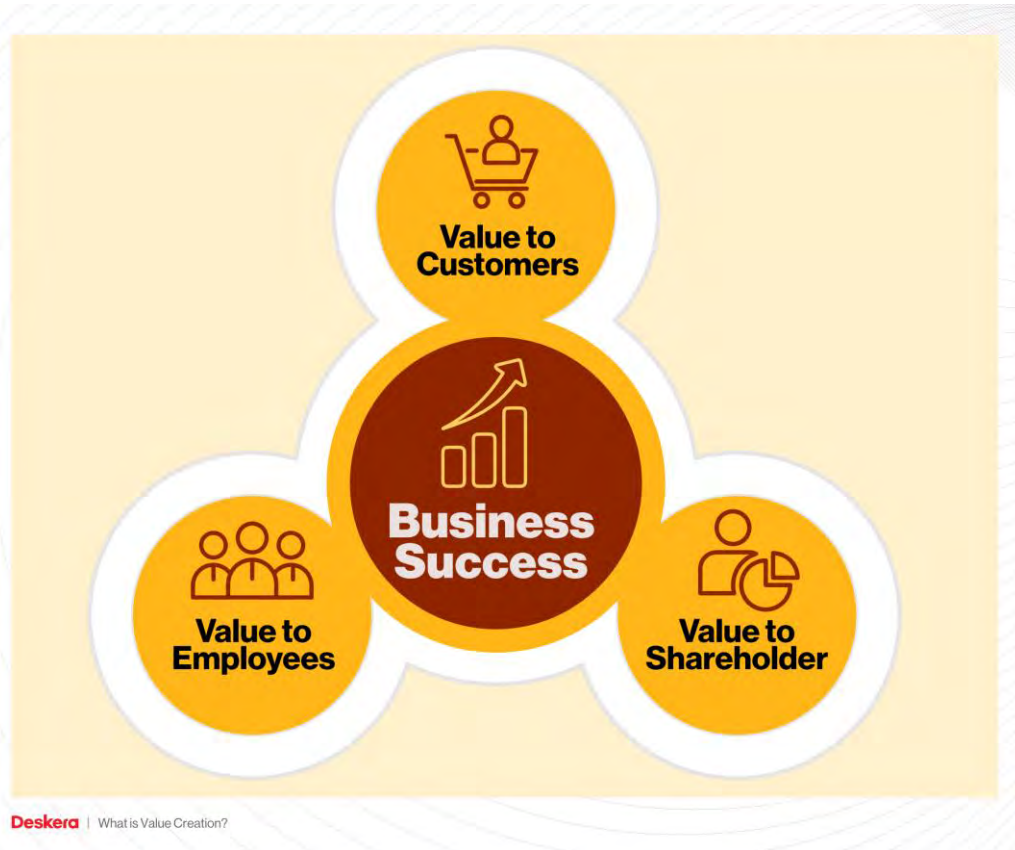 Value to
Customers
Business
Success
Value to
Employees
Value to
Shareholder
Deskera | What is Value Creation?